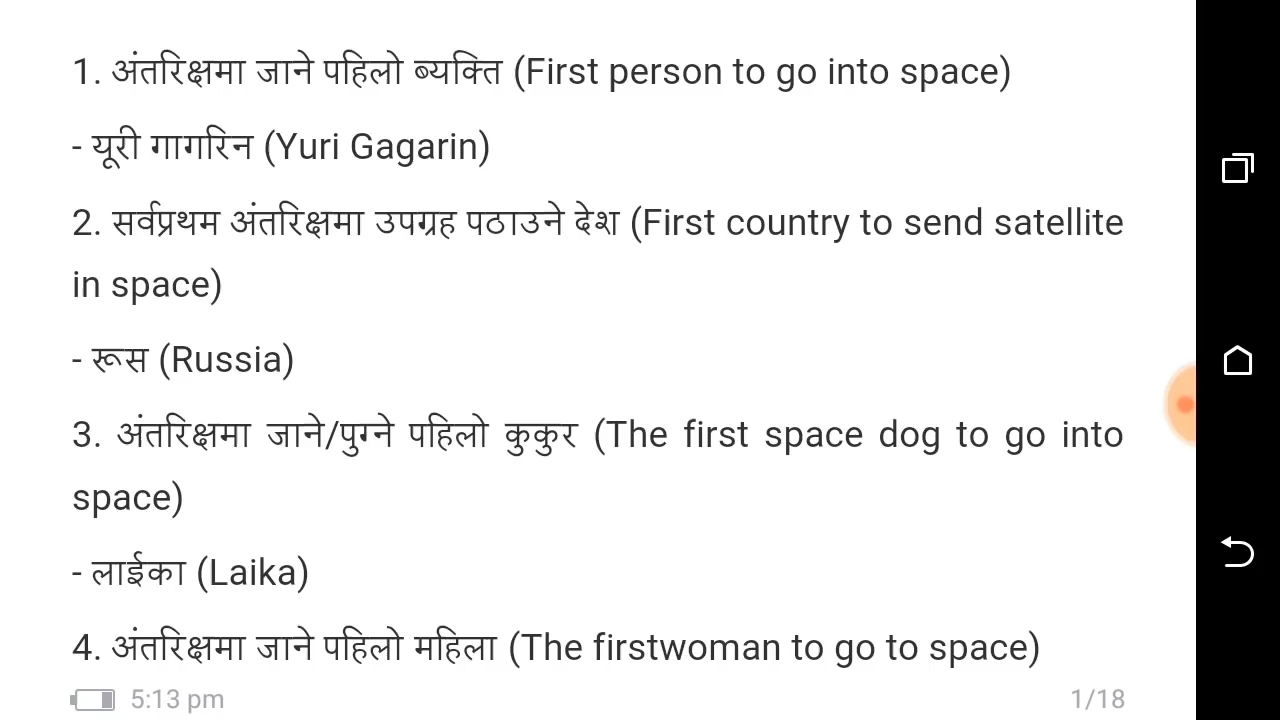 1. अंतरिक्षमा जाने पहिलो ब्यक्ति (First person to go into space)
- यूरी गागरिन (Yuri Gagarin)
2. सर्वप्रथम अंतरिक्षमा उपग्रह पठाउने देश (First country to send satellite
in space)
- रूस (Russia)
3. अंतरिक्षमा जाने/पुग्ने पहिलो कुकुर (The first space dog to go into
space)
- लाईका (Laika)
4. अंतरिक्षमा जाने पहिलो महिला (The firstwoman to go to space)
5:13 pm 1/18